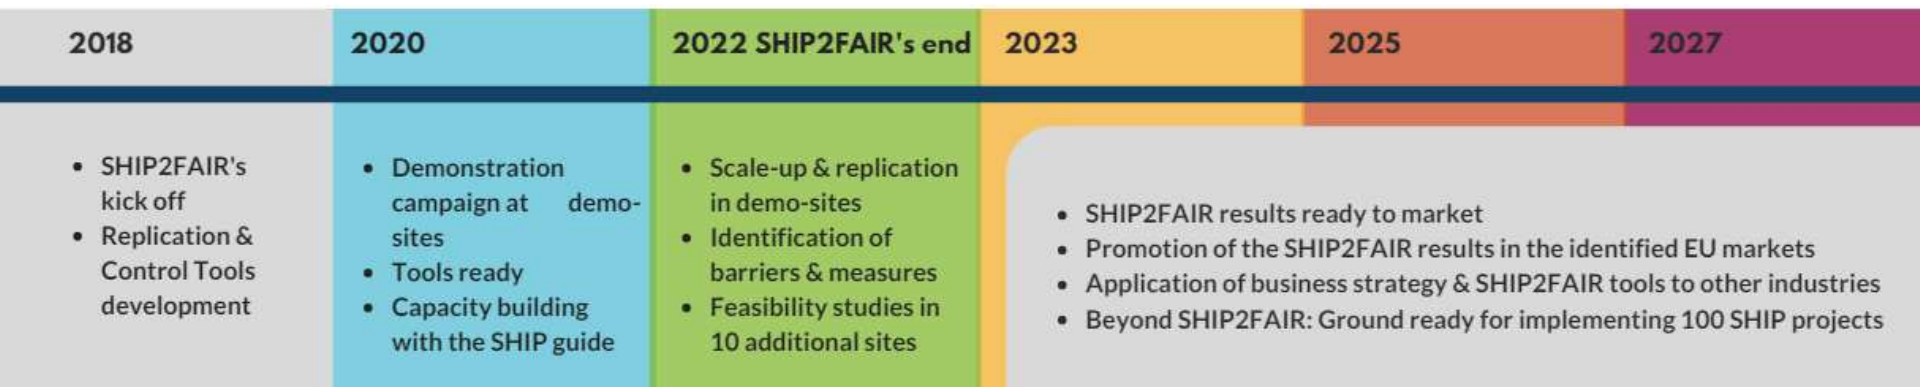 2018
2020
2022 SHIP2FAIR's end
2023
2025
2027
• SHIP2FAIR's
kick off
• Replication &
Control Tools
development
• Demonstration
campaign at demo-
sites
• Tools ready
• Capacity building
with the SHIP guide
• Scale-up & replication
in demo-sites
• Identification of
barriers & measures
• Feasibility studies in
10 additional sites
• SHIP2FAIR results ready to market
• Promotion of the SHIP2FAIR results in the identified EU markets
• Application of business strategy & SHIP2FAIR tools to other industries
• Beyond SHIP2FAIR: Ground ready for implementing 100 SHIP projects